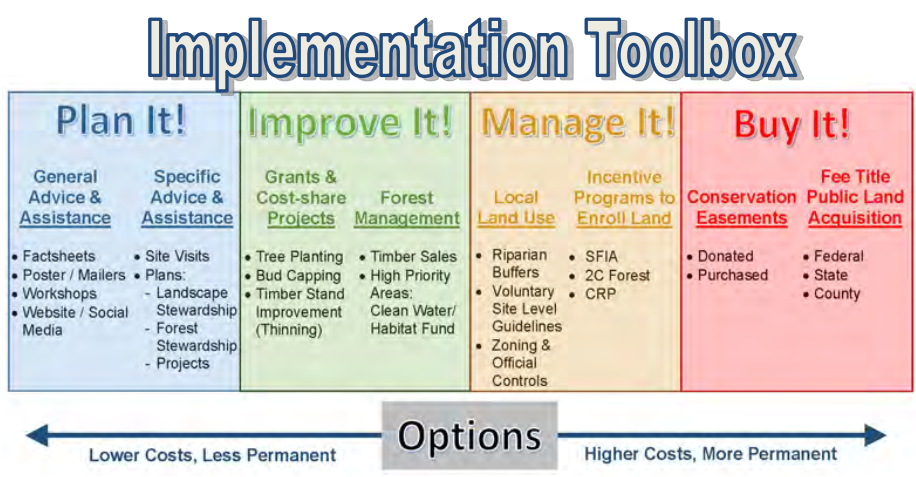 Implementation Toolbox
Plan It!
General
Advice &
Assistance
• Factsheets
• Poster / Mailers
• Workshops
• Website / Social
Media
Specific
Advice &
Assistance
• Site Visits
• Plans:
- Landscape
Stewardship
- Forest
Stewardship
- Projects
Improve It!
Grants &
Cost-share
Projects
• Tree Planting
• Bud Capping
• Timber Stand
Improvement
(Thinning)
Forest
Management
• Timber Sales
• High Priority
Areas:
Clean Water/
Habitat Fund
Manage It!
Local
Land Use
• Riparian
Buffers
• Voluntary
Site Level
Guidelines
• Zoning &
Official
Controls
Incentive
Programs to
Enroll Land
• SFIA
• 2C Forest
• CRP
Buy It!
Conservation
Easements
• Donated
• Purchased
Fee Title
Public Land
Acquisition
• Federal
• State
• County
Options
Lower Costs, Less Permanent
Higher Costs, More Permanent